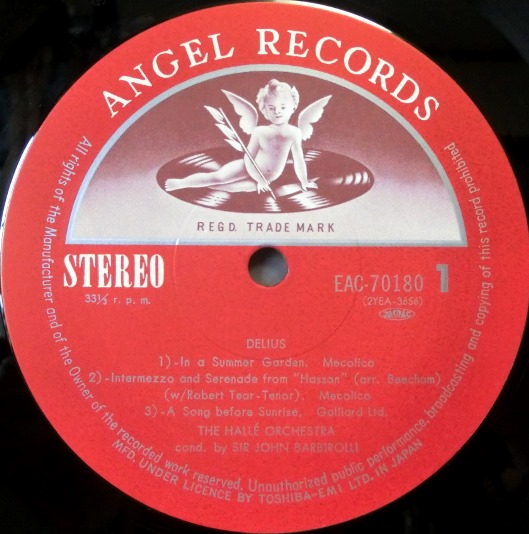 ANGEL RECORDS
REGD. TRADE MARK
STEREO
33⅓ r. p. m.
EAC-70180 1
(2YEA-3656)
DELIUS
1)-In a Summer Garden. Mecolico
2)-Intermezzo and Serenade from "Hassan" (arr. Beecham)
(w/Robert Tear-Tenor). Mecolico
3)-A Song before Sunrise, Galliard Ltd.
THE HALLÉ ORCHESTRA
cond. by SIR JOHN BARBIROLLI
All rights of the Manufacturer and of the Owner of the recorded work reserved. Unauthorized public performance, broadcasting and copying of this record prohibited
MFD. UNDER LICENCE BY TOSHIBA-EMI LTD. IN JAPAN